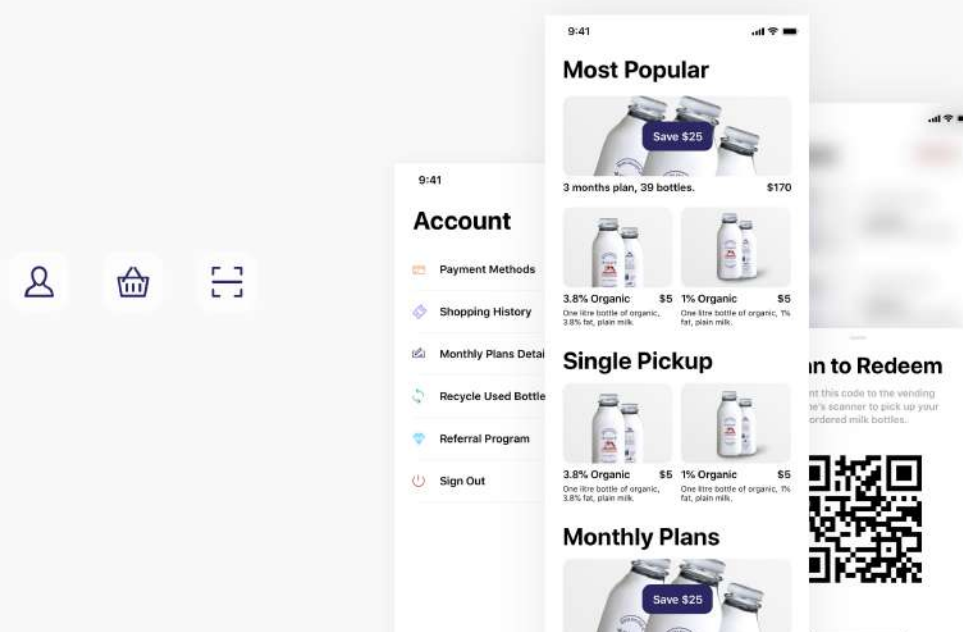 9:41
Account
Payment Methods
Shopping History
Monthly Plans Detai
Recycle Used Bottle
Referral Program
Sign Out
9:41
Most Popular
Save $25
3 months plan, 39 bottles. $170
3.8% Organic $5 1% Organic $5
One litre bottle of organic, One litre bottle of organic, 1%
3.8% fat, plain milk. fat, plain milk.
Single Pickup
3.8% Organic $5 1% Organic $5
One litre bottle of organic, One litre bottle of organic, 1%
3.8% fat, plain milk. fat, plain milk.
Monthly Plans
Save $25
n to Redeem
nt this code to the vending
ne's scanner to pick up your
ordered milk bottles.